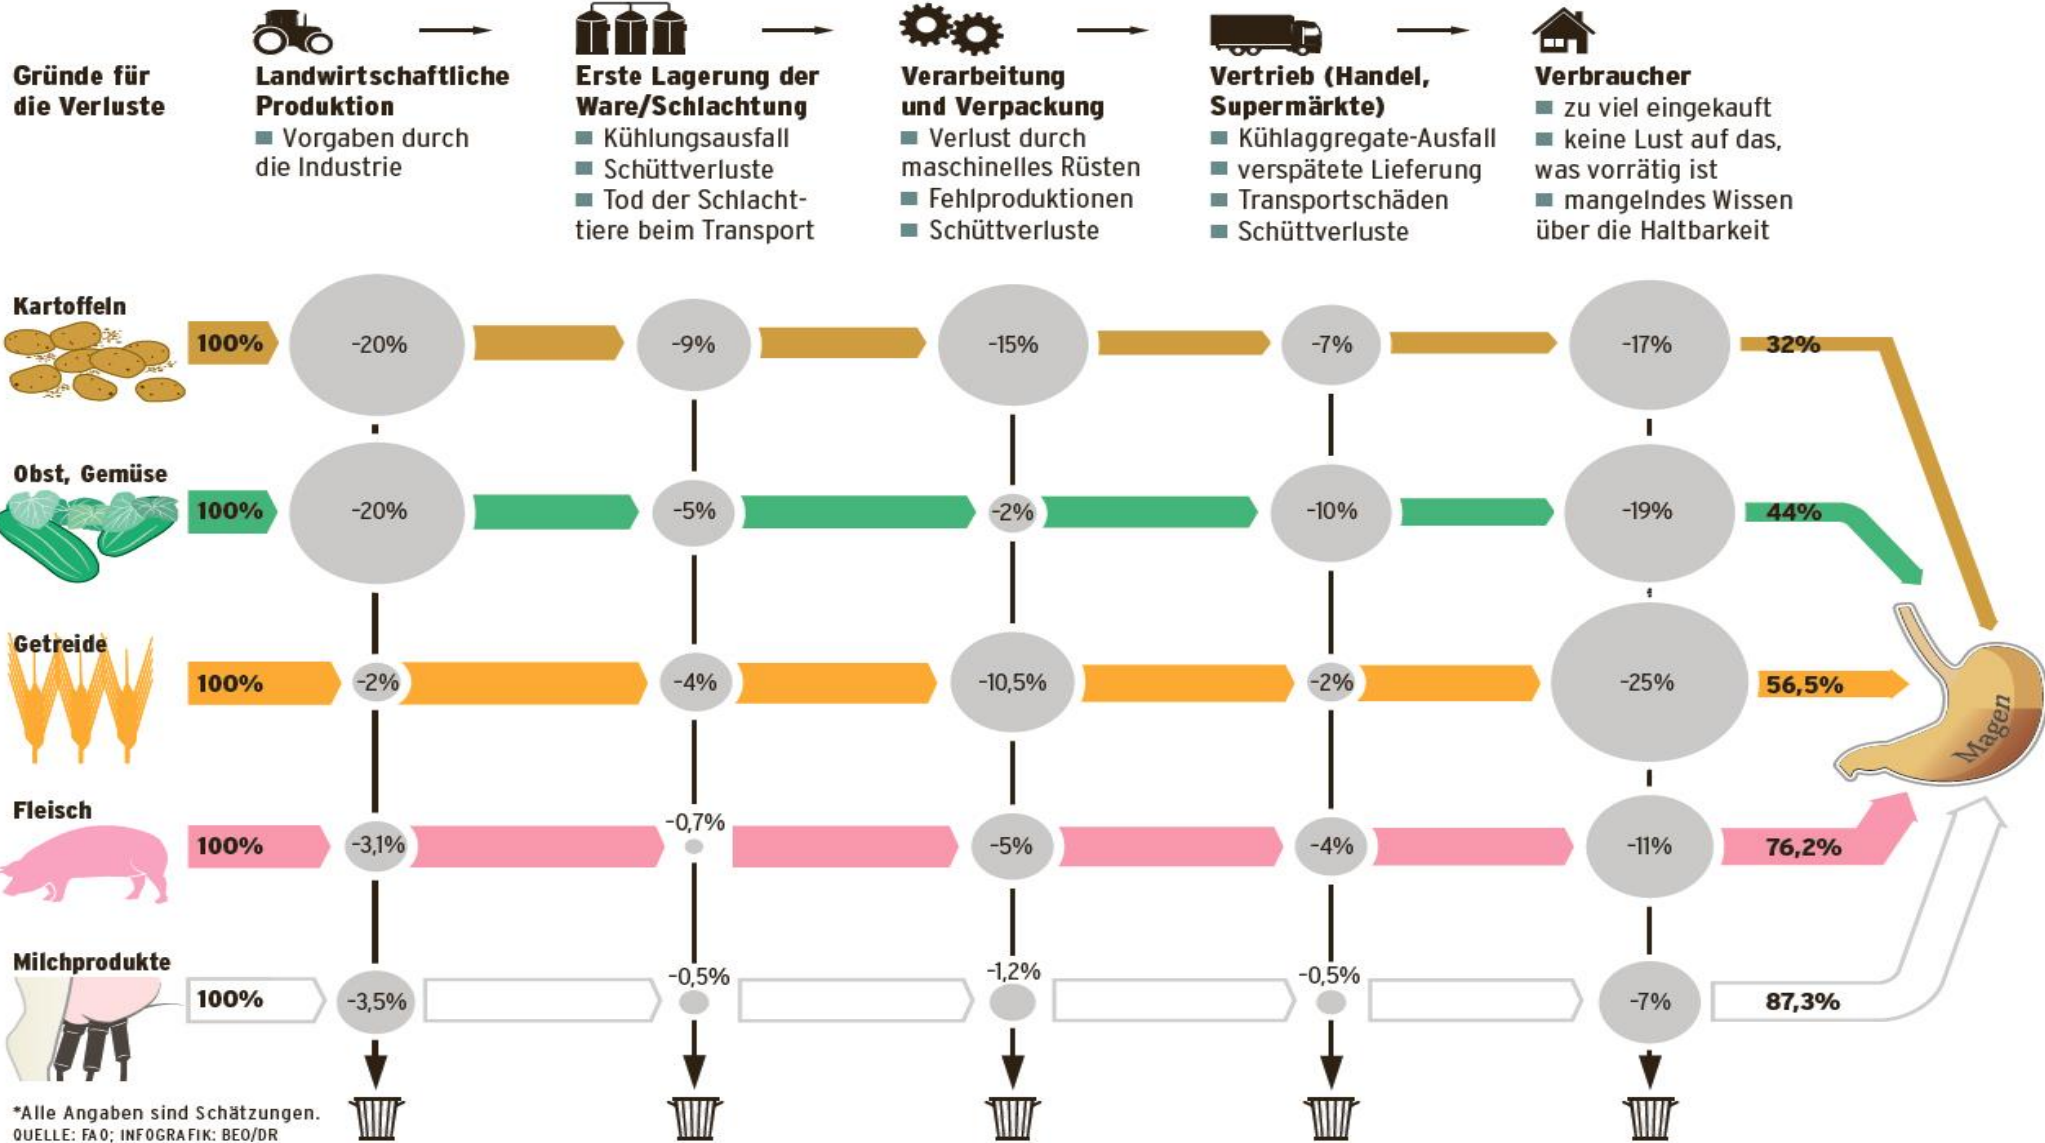 Gründe für
die Verluste
Landwirtschaftliche
Produktion
Vorgaben durch
die Industrie
Erste Lagerung der
Ware/Schlachtung
Kühlungsausfall
Schüttverluste
Tod der Schlacht-
tiere beim Transport
Verarbeitung
und Verpackung
Verlust durch
maschinelles Rüsten
Fehlproduktionen
Schüttverluste
Vertrieb (Handel,
Supermärkte)
Kühlaggregate-Ausfall
verspätete Lieferung
Transportschäden
Schüttverluste
Verbraucher
zu viel eingekauft
keine Lust auf das,
was vorrätig ist
mangelndes Wissen
über die Haltbarkeit
Kartoffeln
100% -20% -9% -15% -7% -17% 32%
Obst, Gemüse
100% -20% -5% -2% -10% -19% 44%
Getreide
100% -2% -4% -10,5% -2% -25% 56,5%
Magen
Fleisch
100% -3,1% -0,7% -5% -4% -11% 76,2%
Milchprodukte
100% -3,5% -0,5% -1,2% -0,5% -7% 87,3%
*Alle Angaben sind Schätzungen.
QUELLE: FAO; INFOGRAFIK: BEO/DR